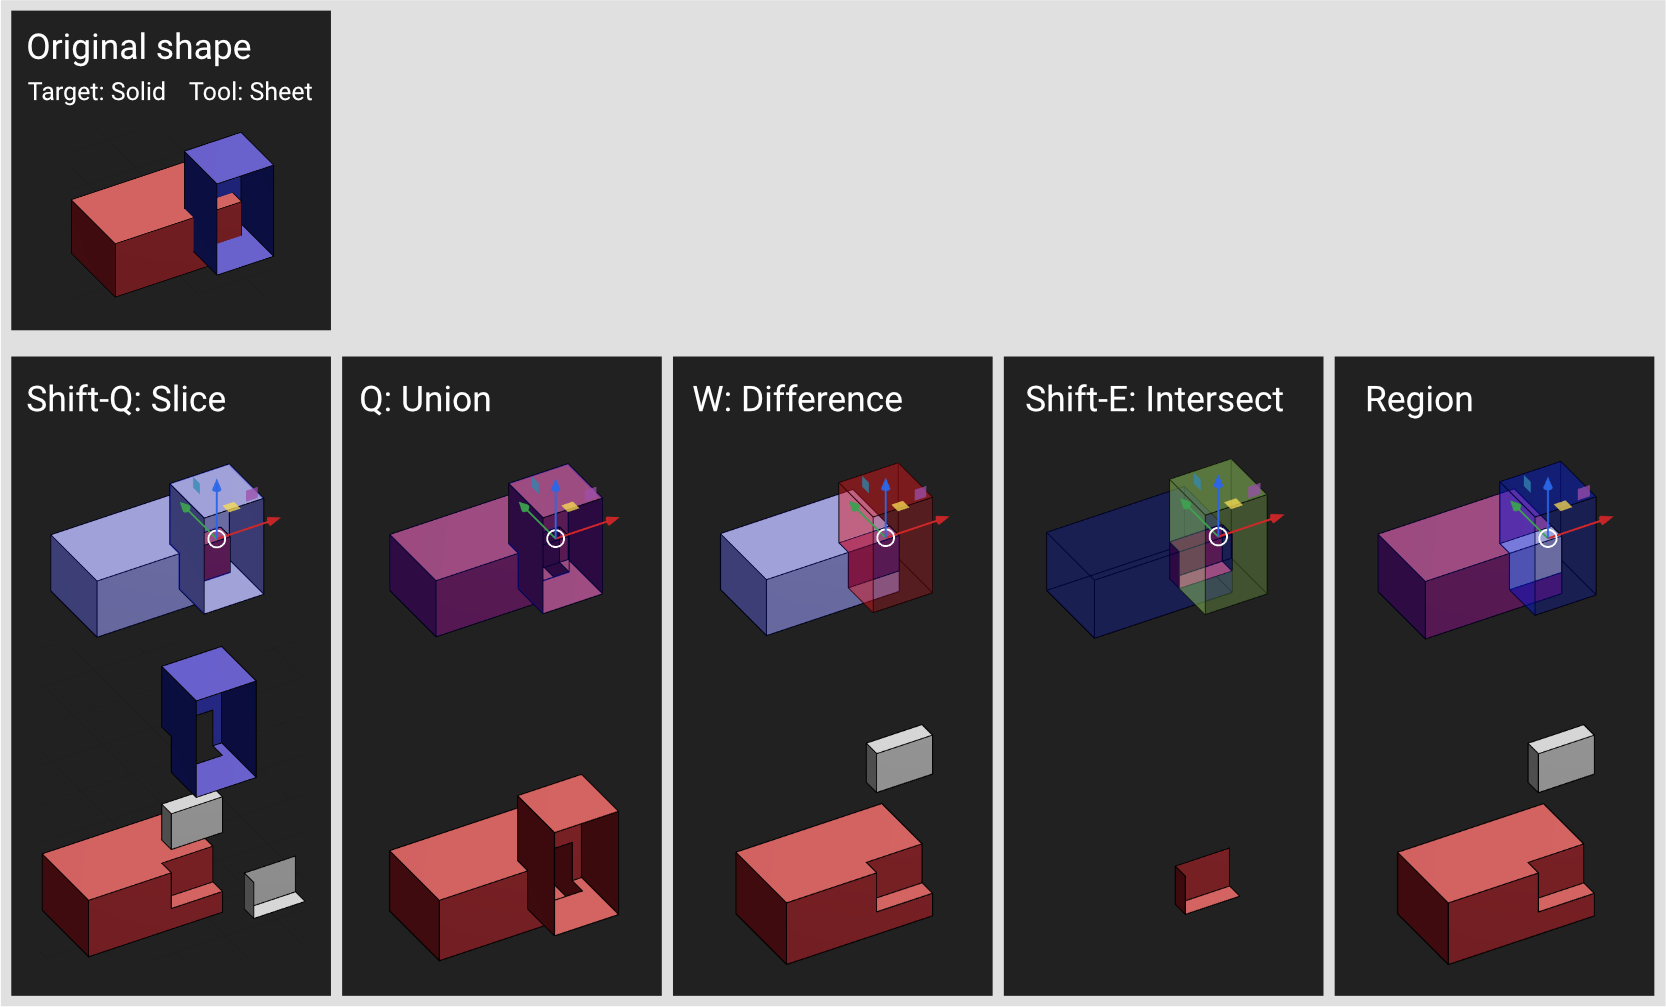 Original shape
Target: Solid Tool: Sheet
Shift-Q: Slice
Q: Union
W: Difference
Shift-E: Intersect
Region